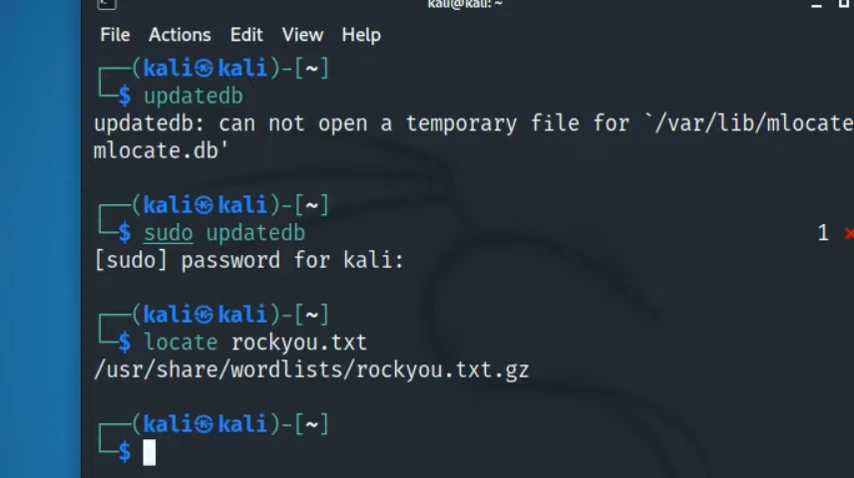 kali@kali: ~
File Actions Edit View Help
┌──(kali㉿kali)-[~]
└─$ updatedb
updatedb: can not open a temporary file for `/var/lib/mlocate
mlocate.db'
┌──(kali㉿kali)-[~]
└─$ sudo updatedb 1 ⨯
[sudo] password for kali:
┌──(kali㉿kali)-[~]
└─$ locate rockyou.txt
/usr/share/wordlists/rockyou.txt.gz
┌──(kali㉿kali)-[~]
└─$